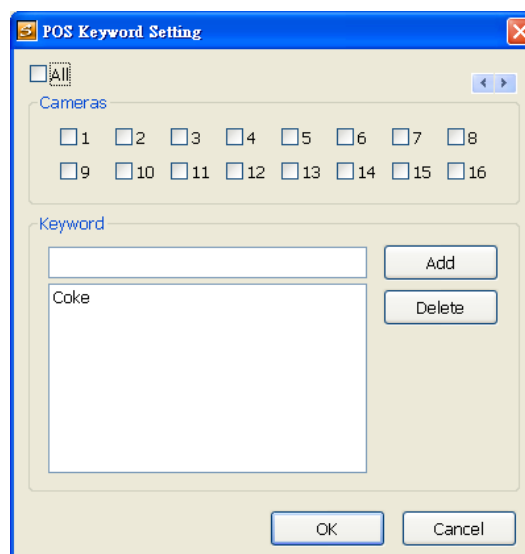 POS Keyword Setting
All
Cameras
1 2 3 4 5 6 7 8
9 10 11 12 13 14 15 16
Keyword
Add
Coke
Delete
OK Cancel